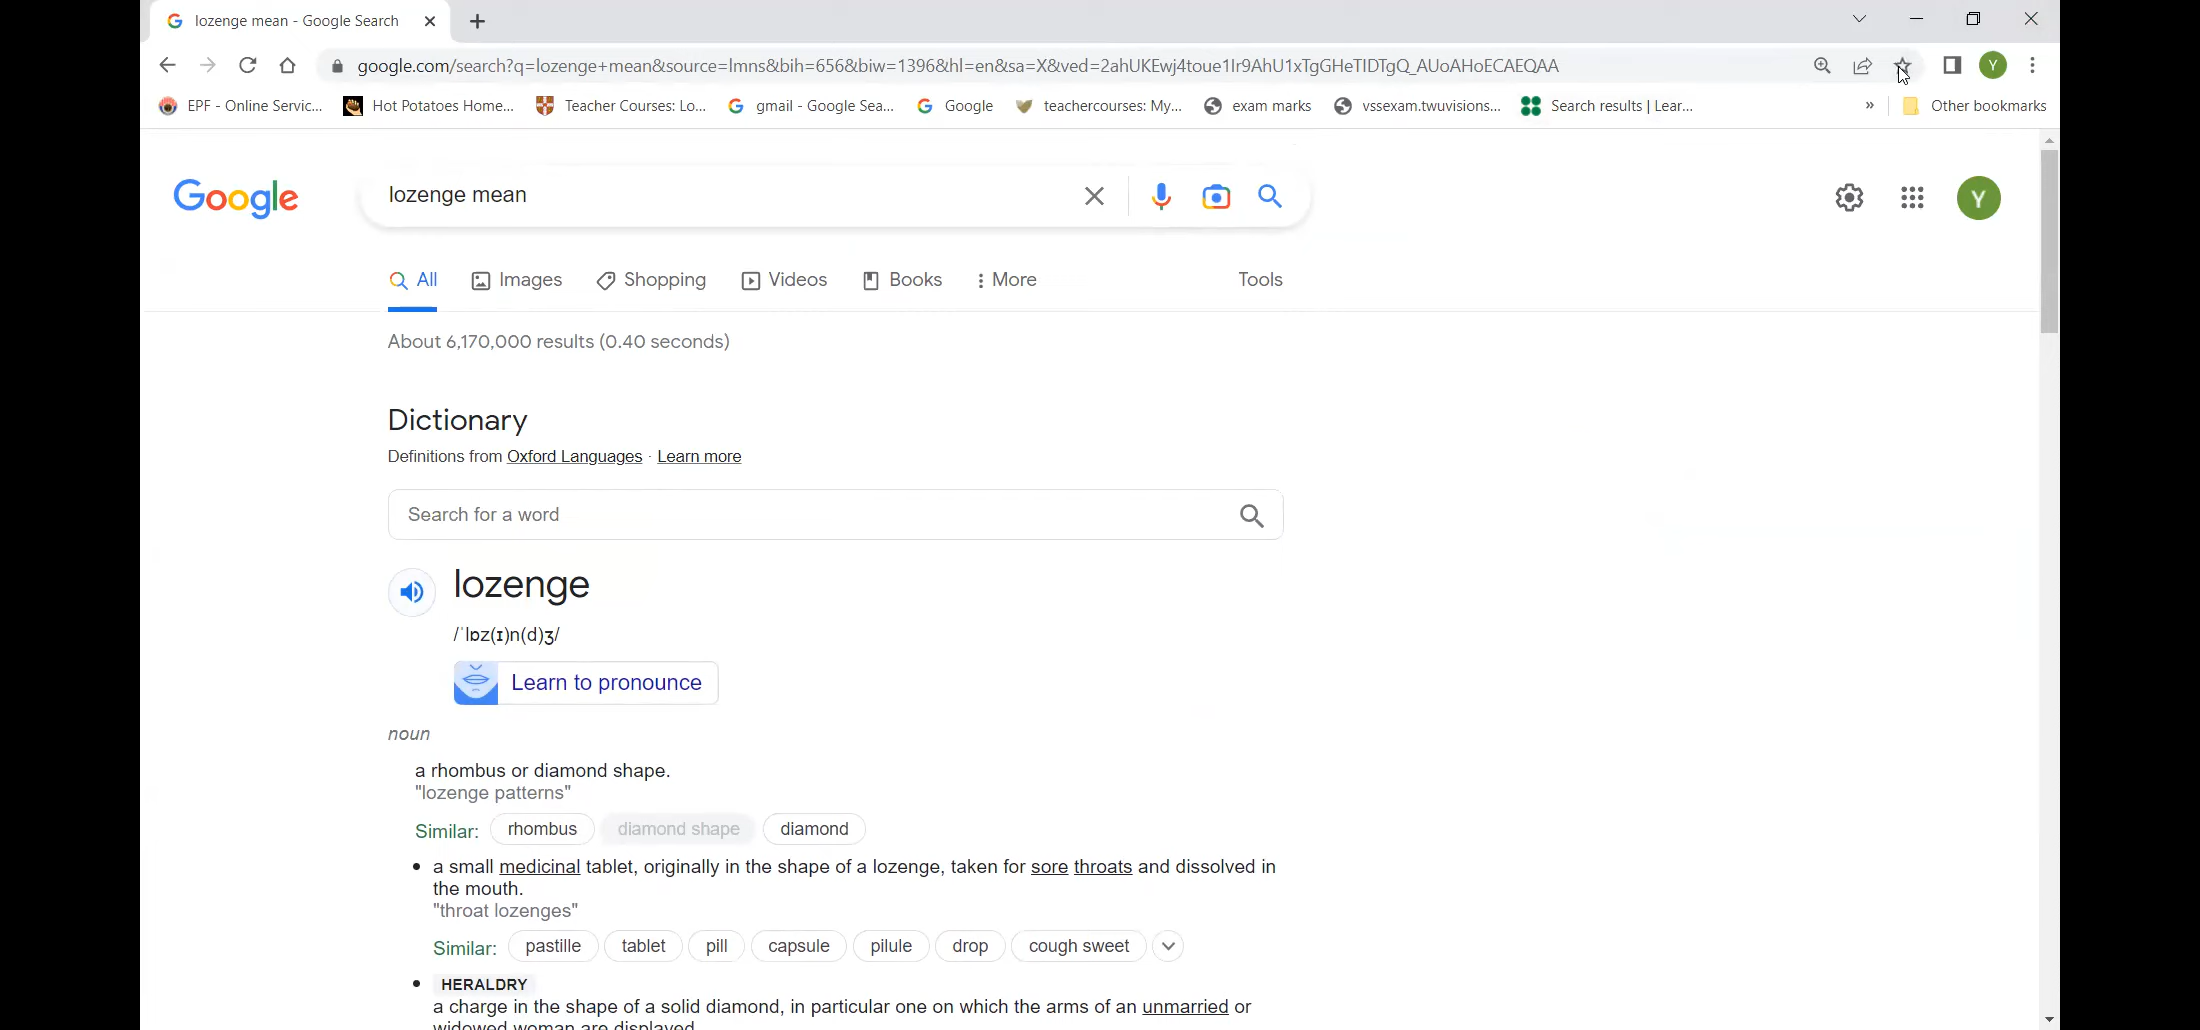 lozenge mean - Google Search
google.com/search?q=lozenge+mean&source=lmns&bih=656&biw=1396&hl=en&sa=X&ved=2ahUKEwj4toue1Ir9AhU1xTgGHeTIDTgQ_AUoAHoECAEQAA
Y
EPF - Online Servic... Hot Potatoes Home... Teacher Courses: Lo... gmail - Google Sea... Google teachercourses: My... exam marks vssexam.twuvisions... Search results | Lear... » Other bookmarks
Google lozenge mean Y
All Images Shopping Videos Books More Tools
About 6,170,000 results (0.40 seconds)
Dictionary
Definitions from Oxford Languages · Learn more
Search for a word
lozenge
/ˈlɒz(ɪ)n(d)ʒ/
Learn to pronounce
noun
a rhombus or diamond shape.
"lozenge patterns"
Similar: rhombus diamond shape diamond
• a small medicinal tablet, originally in the shape of a lozenge, taken for sore throats and dissolved in
the mouth.
"throat lozenges"
Similar: pastille tablet pill capsule pilule drop cough sweet
• HERALDRY
a charge in the shape of a solid diamond, in particular one on which the arms of an unmarried or
widowed woman are displayed.